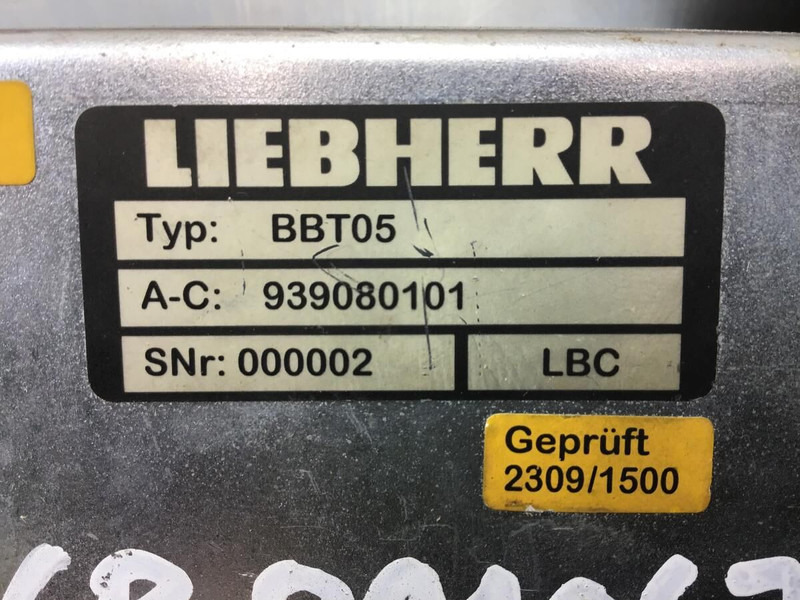 LIEBHERR
Typ: BBT05
A-C: 939080101
SNr: 000002 LBC
Geprüft
2309/1500